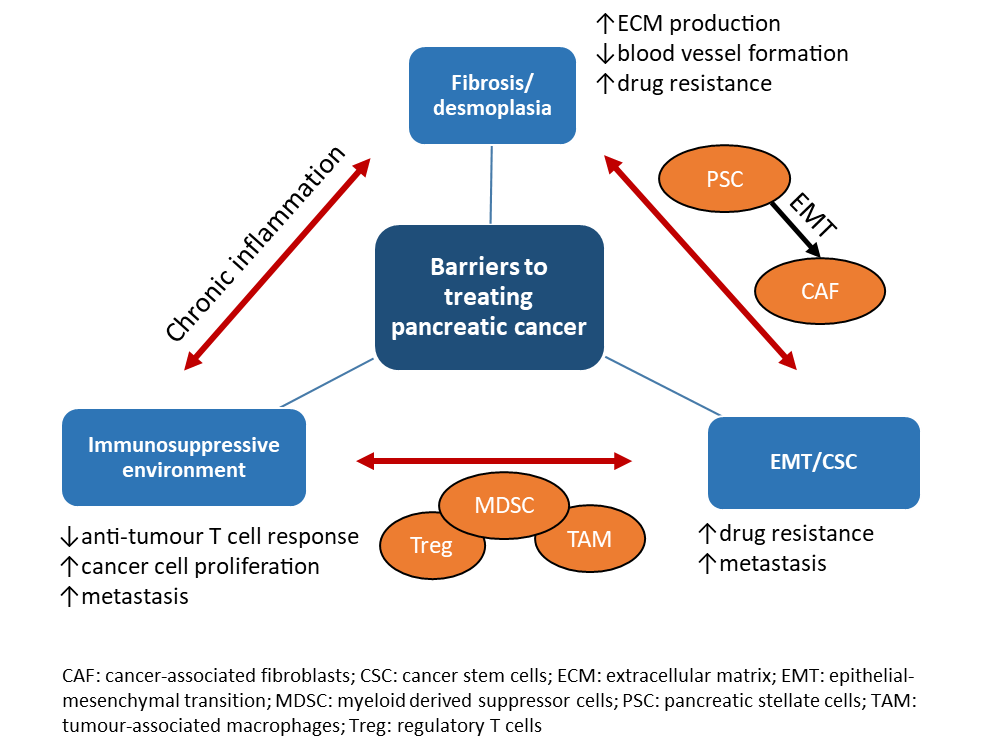 ↑ECM production
↓blood vessel formation
↑drug resistance
Fibrosis/
desmoplasia
Chronic inflammation
PSC
EMT
CAF
Barriers to
treating
pancreatic cancer
Immunosuppressive
environment
↓anti-tumour T cell response
↑cancer cell proliferation
↑metastasis
MDSC
Treg
TAM
EMT/CSC
↑drug resistance
↑metastasis
CAF: cancer-associated fibroblasts; CSC: cancer stem cells; ECM: extracellular matrix; EMT: epithelial-
mesenchymal transition; MDSC: myeloid derived suppressor cells; PSC: pancreatic stellate cells; TAM:
tumour-associated macrophages; Treg: regulatory T cells